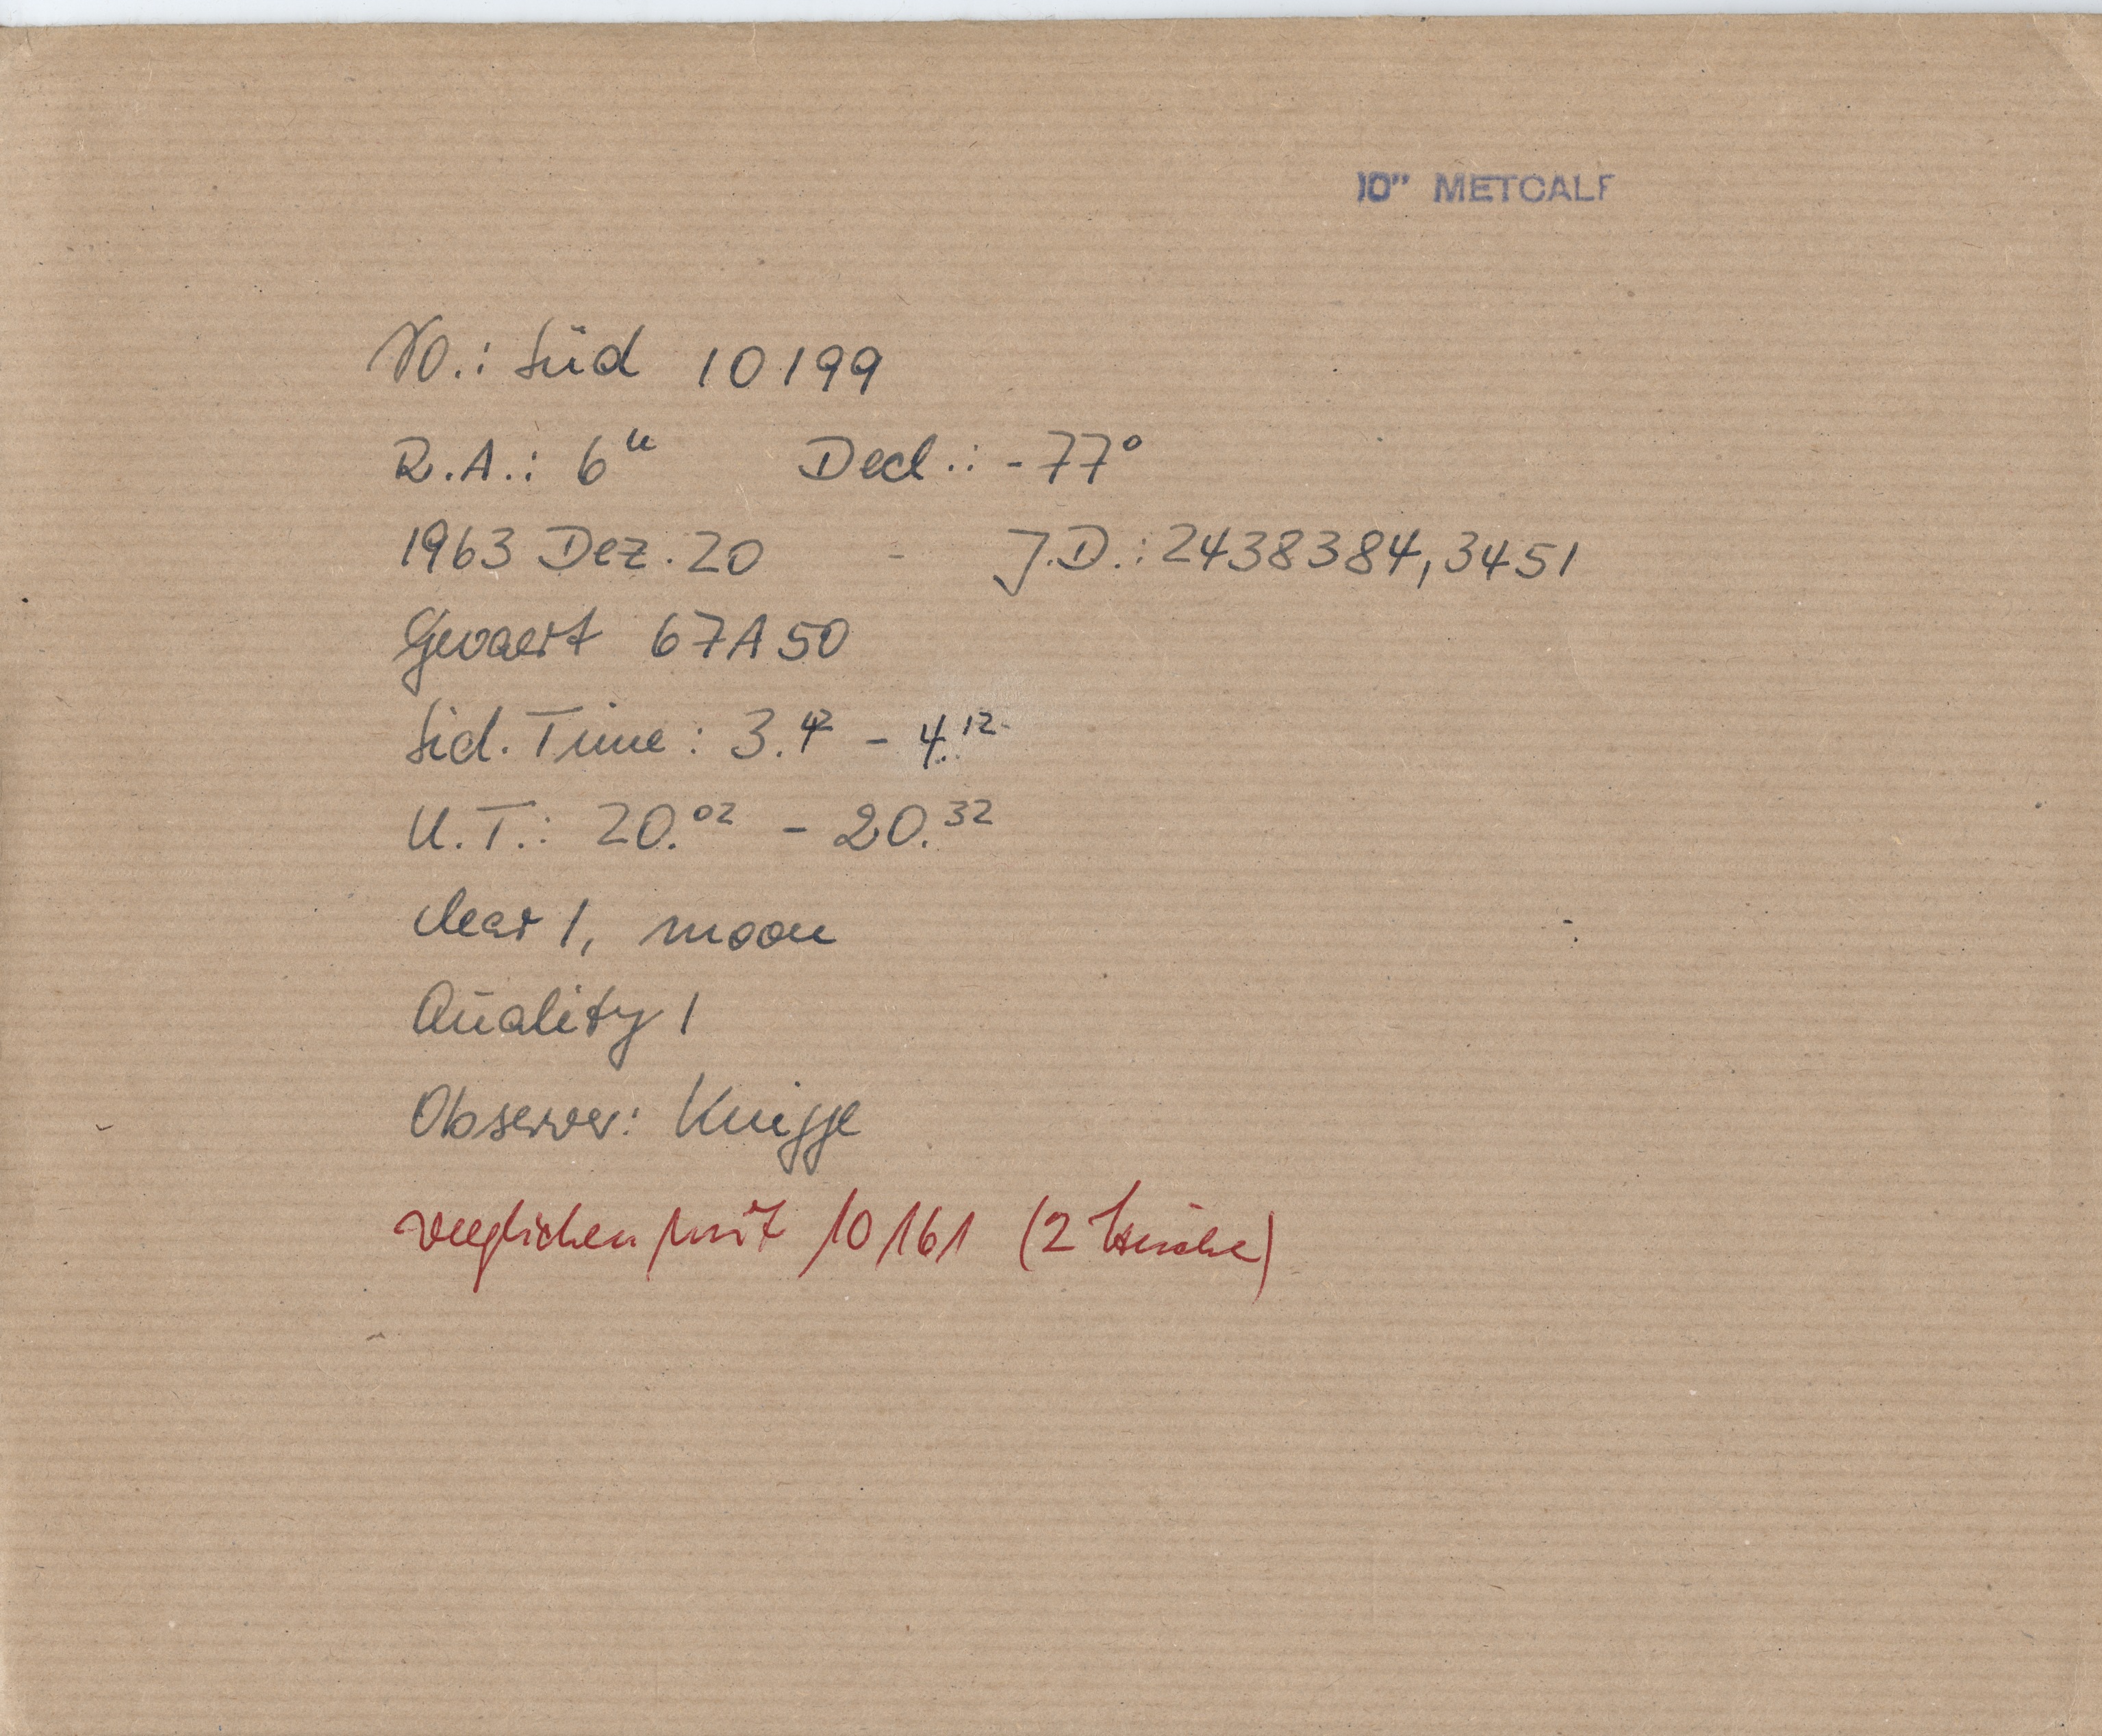 10" METCALF
No.: Süd 10199
R.A.: 6ʰ Decl.: -77°
1963 Dez. 20 - J.D.: 2438384,3451
Gevaert 67A50
Sid. Time: 3.⁴² - 4.¹²
U.T.: 20.⁰² - 20.³²
clear 1, moon
Quality 1
Observer: Knigge
verglichen mit 10161 (2